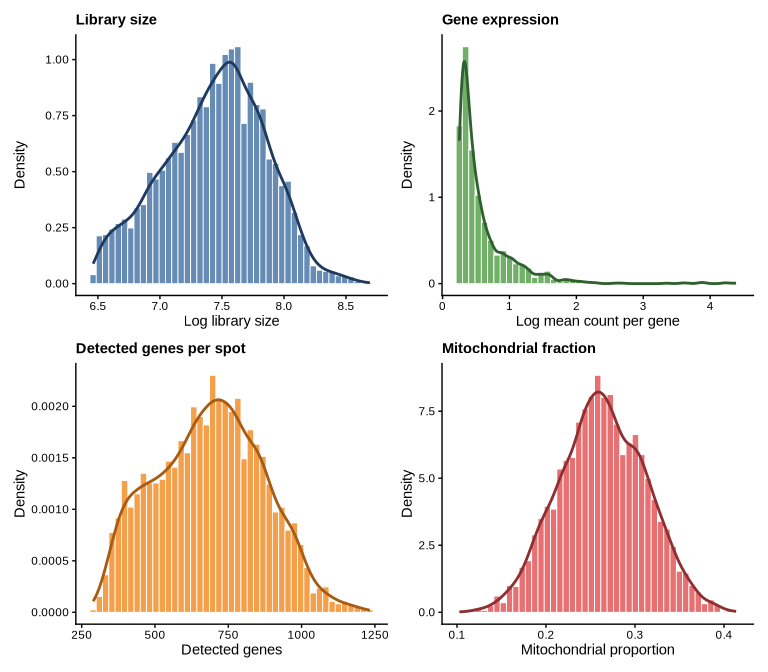 Library size
Density
1.00
0.75
0.50
0.25
0.00
6.5 7.0 7.5 8.0 8.5
Log library size
Gene expression
Density
2
1
0
0 1 2 3 4
Log mean count per gene
Detected genes per spot
Density
0.0020
0.0015
0.0010
0.0005
0.0000
250 500 750 1000 1250
Detected genes
Mitochondrial fraction
Density
7.5
5.0
2.5
0.0
0.1 0.2 0.3 0.4
Mitochondrial proportion